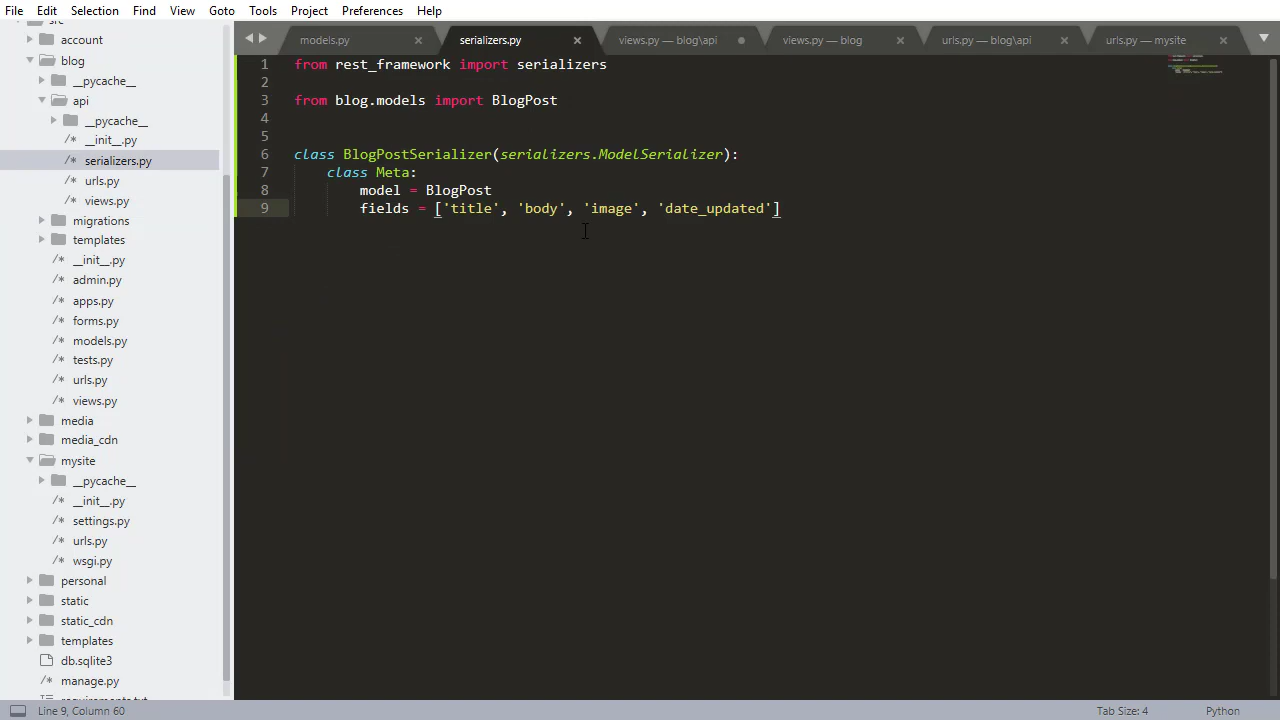 File Edit Selection Find View Goto Tools Project Preferences Help
src
account
blog
__pycache__
api
__pycache__
/* __init__.py
/* serializers.py
/* urls.py
/* views.py
migrations
templates
/* __init__.py
/* admin.py
/* apps.py
/* forms.py
/* models.py
/* tests.py
/* urls.py
/* views.py
media
media_cdn
mysite
__pycache__
/* __init__.py
/* settings.py
/* urls.py
/* wsgi.py
personal
static
static_cdn
templates
db.sqlite3
/* manage.py
requirements.txt
models.py serializers.py views.py — blog\api views.py — blog urls.py — blog\api urls.py — mysite
1 from rest_framework import serializers
2
3 from blog.models import BlogPost
4
5
6 class BlogPostSerializer(serializers.ModelSerializer):
7 class Meta:
8 model = BlogPost
9 fields = ['title', 'body', 'image', 'date_updated']
Line 9, Column 60 Tab Size: 4 Python